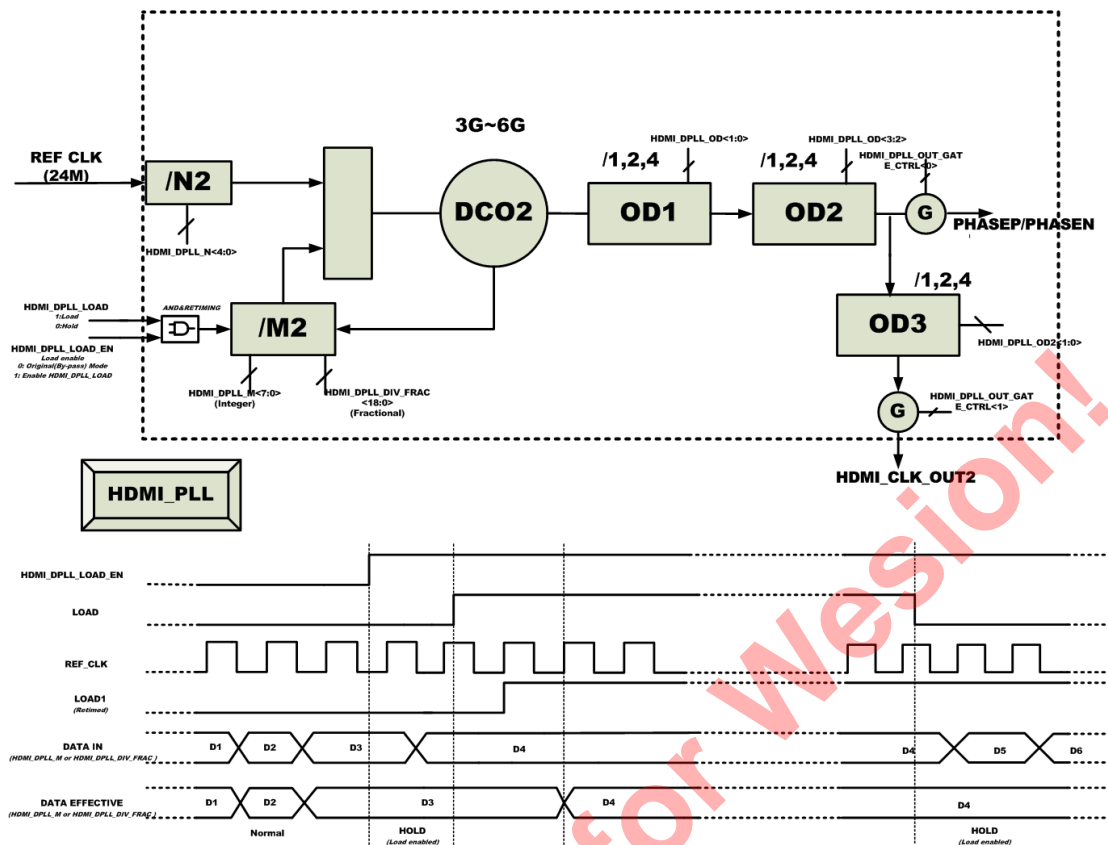 3G~6G
HDMI_DPLL_OD<1:0>
HDMI_DPLL_OD<3:2>
REF CLK
(24M)
/1,2,4
/1,2,4
HDMI_DPLL_OUT_GAT
E_CTRL<0>
/N2
DCO2
OD1
OD2
G
PHASEP/PHASEN
HDMI_DPLL_N<4:0>
/1,2,4
HDMI_DPLL_LOAD
1:Load
0:Hold
AND&RETIMING
/M2
OD3
HDMI_DPLL_OD2<1:0>
HDMI_DPLL_LOAD_EN
Load enable
0: Original(By-pass) Mode
1: Enable HDMI_DPLL_LOAD
HDMI_DPLL_M<7:0>
(Integer)
HDMI_DPLL_DIV_FRAC
<18:0>
(Fractional)
G
HDMI_DPLL_OUT_GAT
E_CTRL<1>
HDMI_CLK_OUT2
HDMI_PLL
HDMI_DPLL_LOAD_EN
LOAD
REF_CLK
LOAD1
(Retimed)
DATA IN
(HDMI_DPLL_M or HDMI_DPLL_DIV_FRAC )
D1 D2 D3 D4 D4 D5 D6
DATA EFFECTIVE
(HDMI_DPLL_M or HDMI_DPLL_DIV_FRAC)
D1 D2 D3 D4 D4
Normal
HOLD
(Load enabled)
HOLD
(Load enabled)
for Wesion!